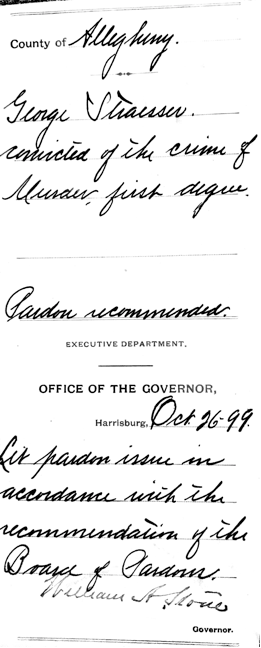 County of Allegheny.
George Straesser.
convicted of the crime of
Murder, first degree.
Pardon recommended.
EXECUTIVE DEPARTMENT,
OFFICE OF THE GOVERNOR,
Harrisburg, Oct. 26-99.
Let pardon issue in
accordance with the
recommendation of the
Board of Pardons.
William A Stone
Governor.